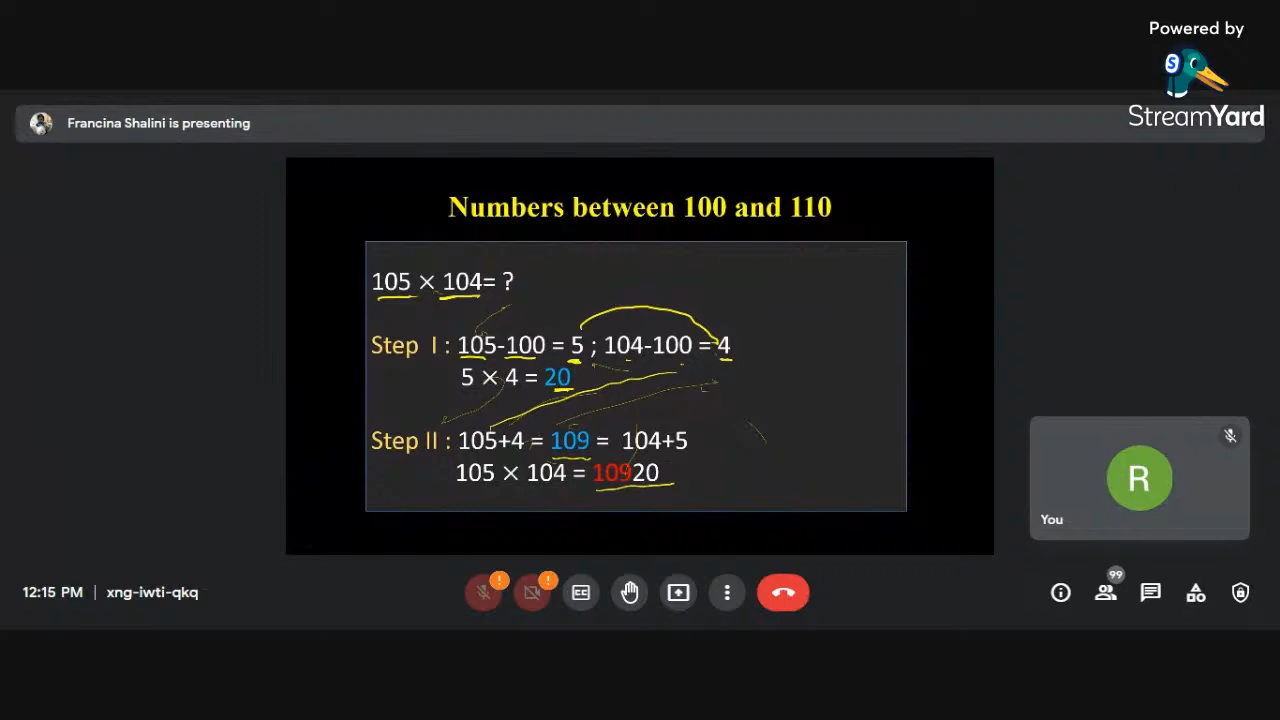 Powered by
StreamYard
Francina Shalini is presenting
Numbers between 100 and 110
105 × 104= ?
Step I : 105-100 = 5 ; 104-100 = 4
5 × 4 = 20
Step II : 105+4 = 109 = 104+5
105 × 104 = 10920
R
You
12:15 PM | xng-iwti-qkq
! ! CC 99